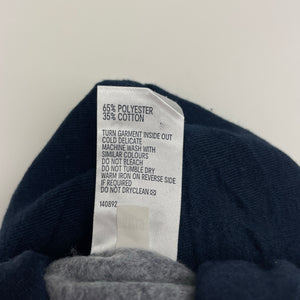 65% POLYESTER
35% COTTON
TURN GARMENT INSIDE OUT
COLD DELICATE
MACHINE WASH WITH
SIMILAR COLOURS
DO NOT BLEACH
DO NOT TUMBLE DRY
WARM IRON ON REVERSE SIDE
IF REQUIRED
DO NOT DRYCLEAN
140892